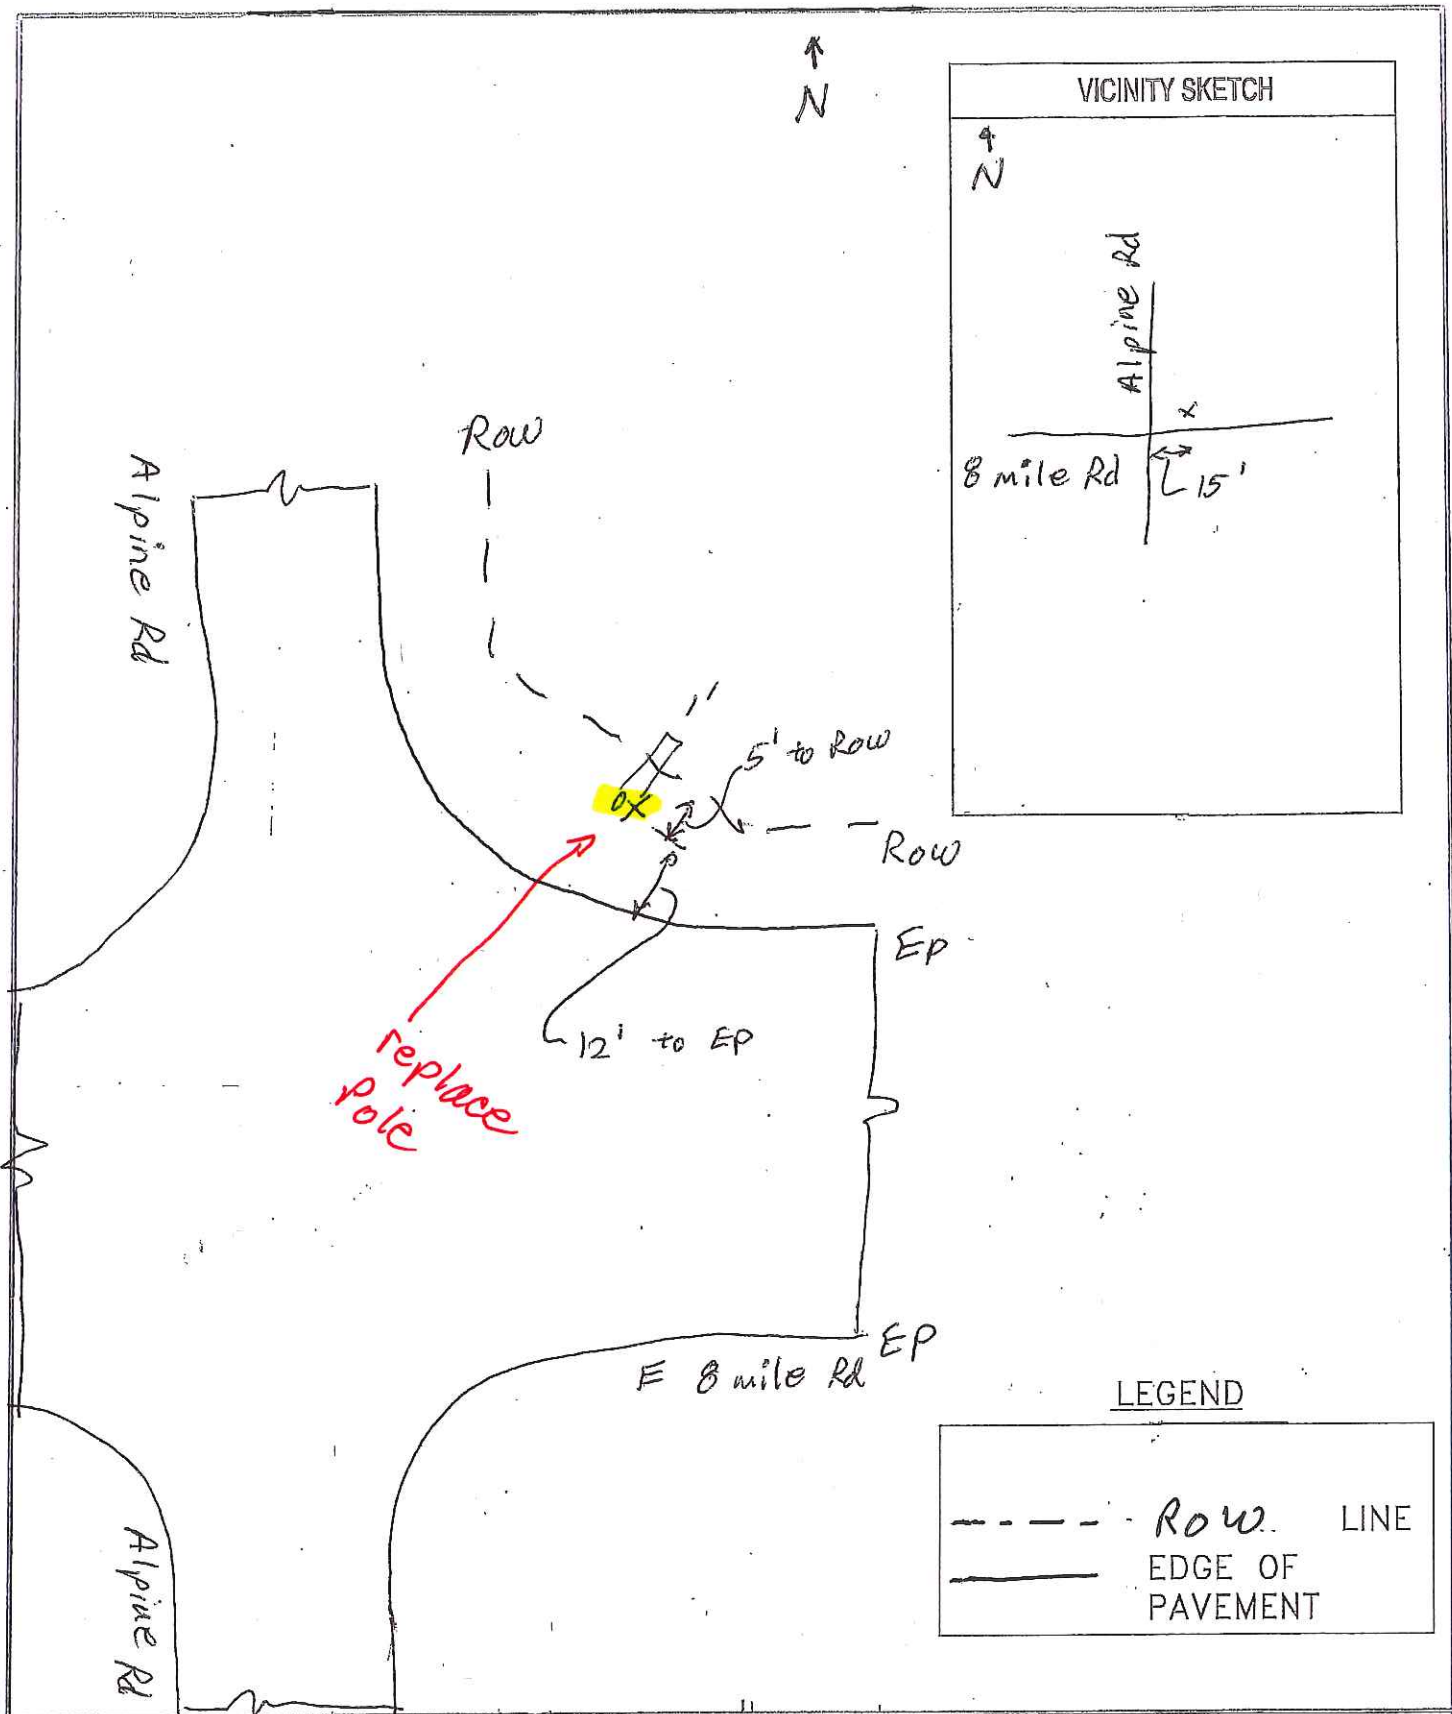 N
VICINITY SKETCH
N
Alpine Rd
x
8 mile Rd
15'
Row
Alpine Rd
5' to Row
OX
Row
EP
12' to EP
replace
Pole
EP
E 8 mile Rd
LEGEND
Row. LINE
EDGE OF
PAVEMENT
Alpine Rd